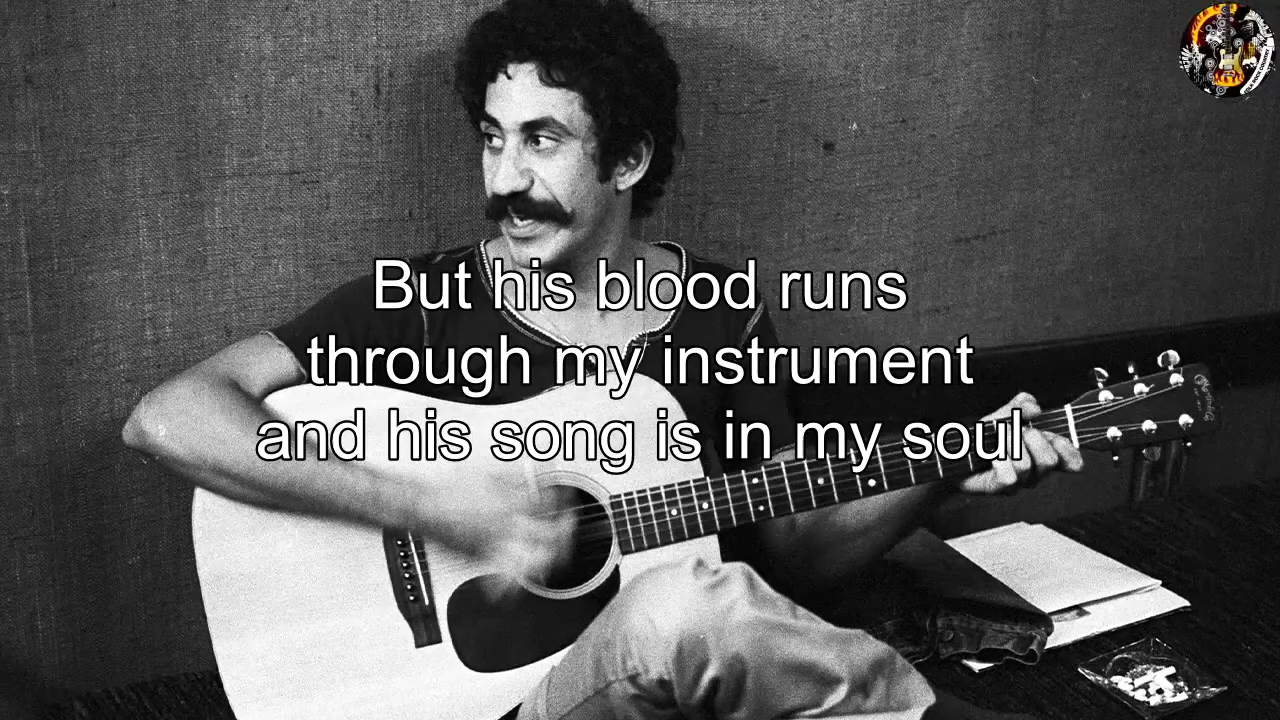 But his blood runs
through my instrument
and his song is in my soul